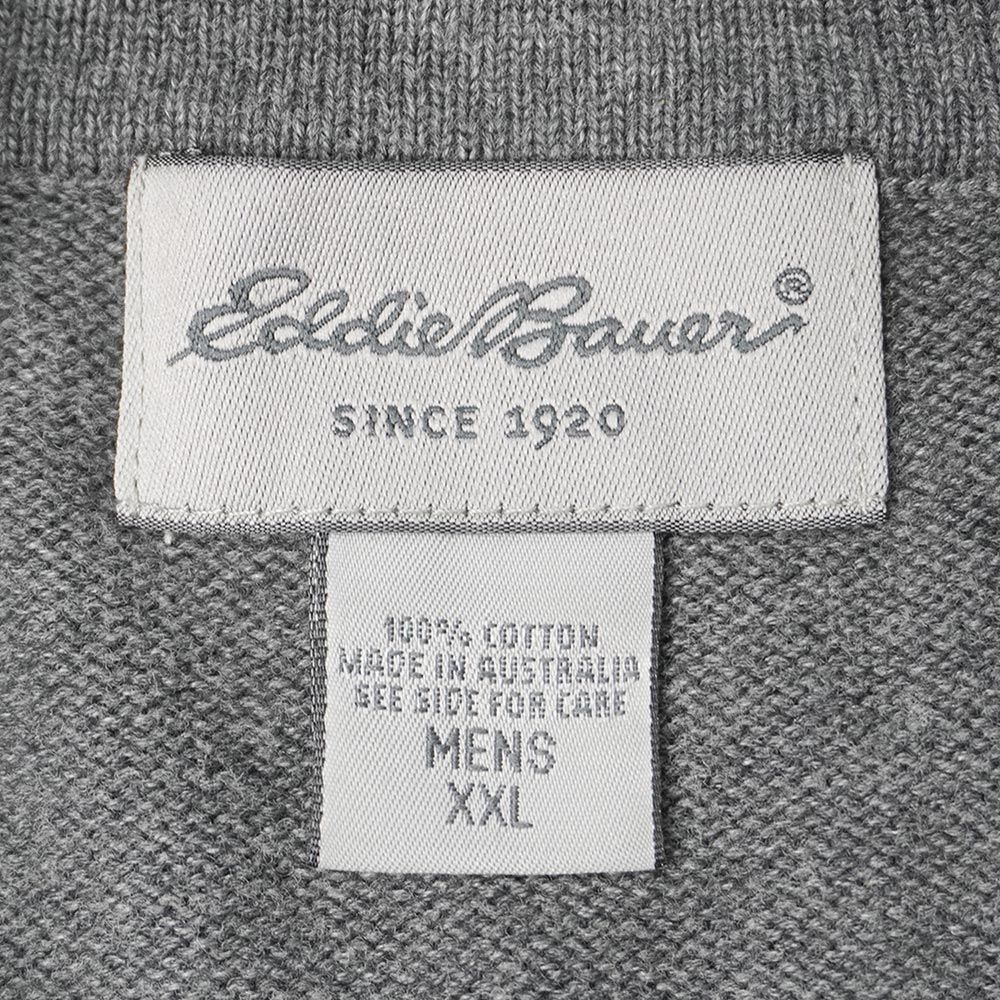 Eddie Bauer®
SINCE 1920
100% COTTON
MADE IN AUSTRALIA
SEE SIDE FOR CARE
MENS
XXL